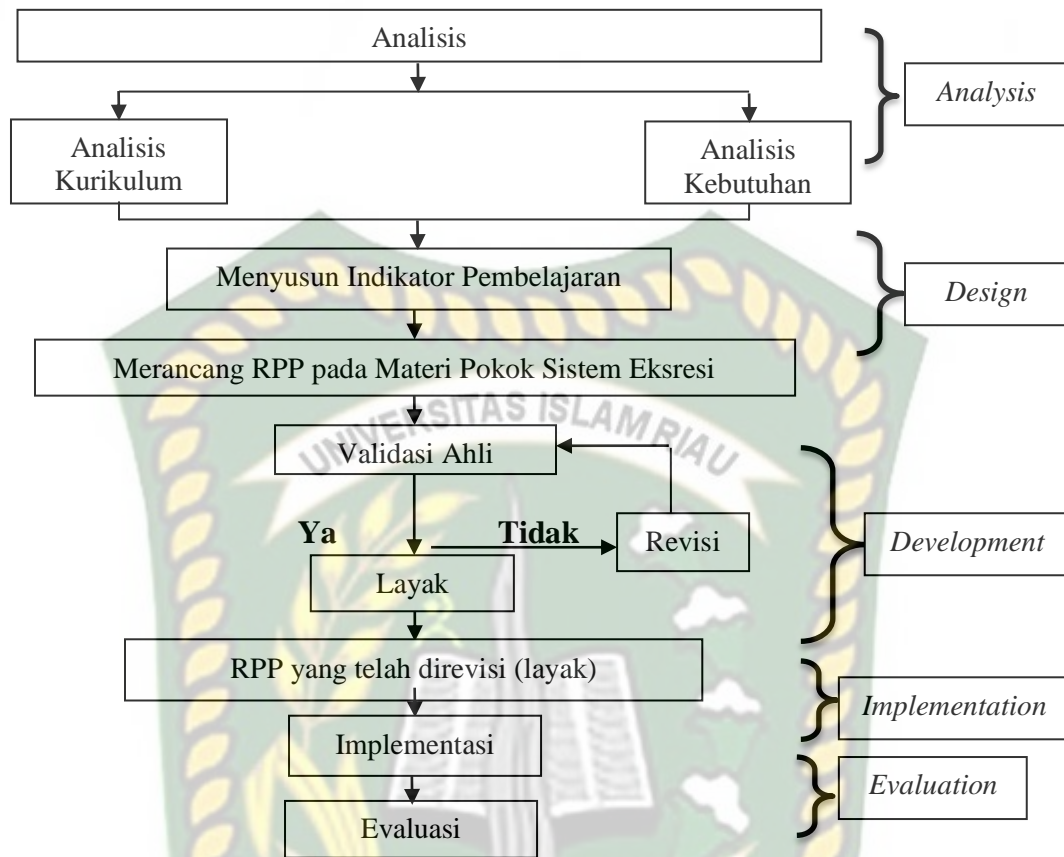 Analisis
Analysis
Analisis
Kurikulum
Analisis
Kebutuhan
Menyusun Indikator Pembelajaran
Design
Merancang RPP pada Materi Pokok Sistem Eksresi
UNIVERSITAS ISLAM RIAU
Validasi Ahli
Ya
Tidak
Revisi
Development
Layak
RPP yang telah direvisi (layak)
Implementation
Implementasi
Evaluation
Evaluasi